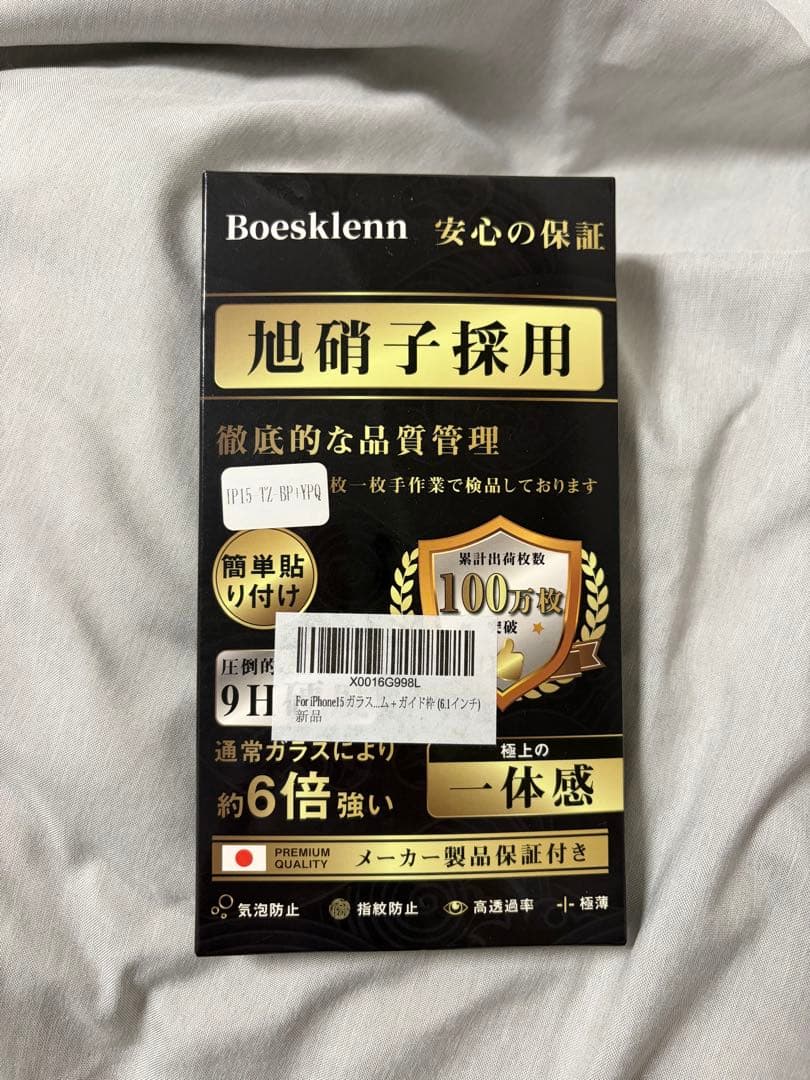 Boesklenn 安心の保証
旭硝子採用
徹底的な品質管理
IP15-TZ-BP+YPQ
枚一枚手作業で検品しております
簡単貼
り付け
累計出荷枚数
100万枚
突破
圧倒的
9H
X0016G998L
For iPhone15 ガラス...ム + ガイド枠 (6.1インチ)
新品
通常ガラスにより
約6倍強い
極上の
一体感
PREMIUM
QUALITY
メーカー製品保証付き
気泡防止 指紋防止 高透過率 極薄